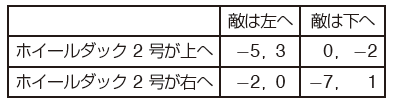 敵は左へ 敵は下へ
ホイールダック 2 号が上へ −5, 3 0, −2
ホイールダック 2 号が右へ −2, 0 −7, 1